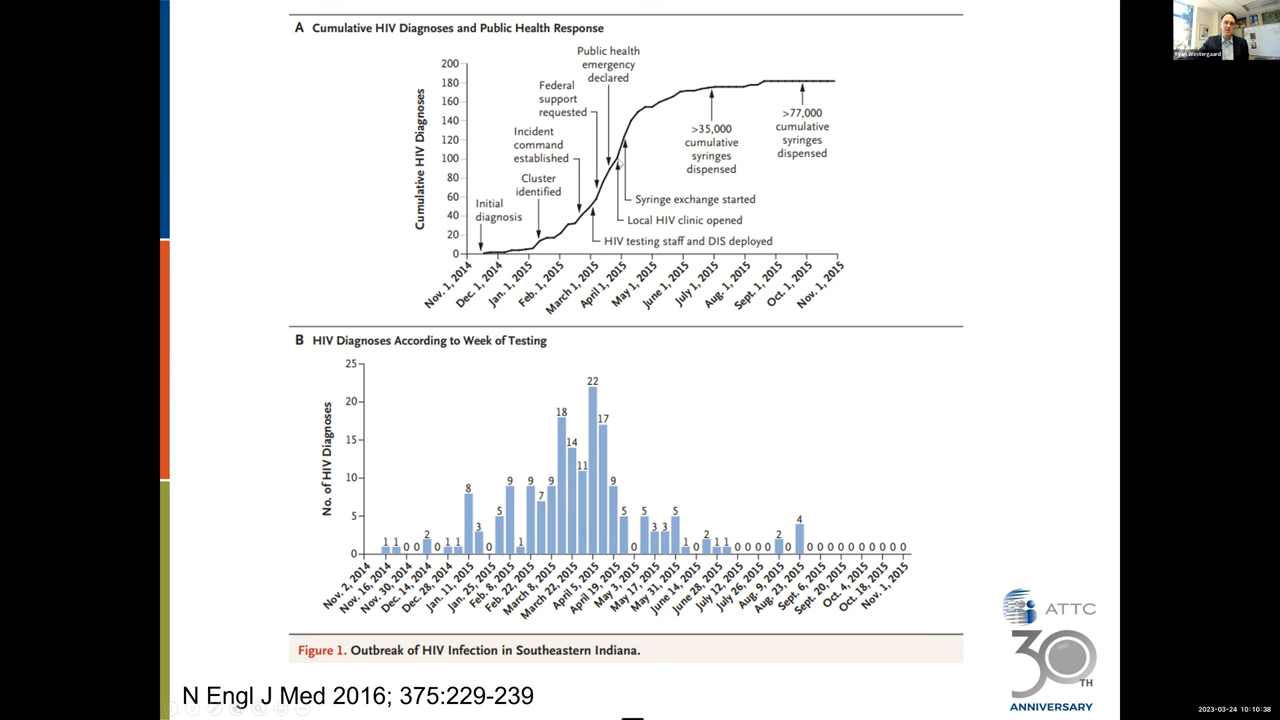 A Cumulative HIV Diagnoses and Public Health Response
Cumulative HIV Diagnoses
200
180
160
140
120
100
80
60
40
20
0
Initial
diagnosis
Cluster
identified
Incident
command
established
Federal
support
requested
Public health
emergency
declared
>35,000
cumulative
syringes
dispensed
>77,000
cumulative
syringes
dispensed
Syringe exchange started
Local HIV clinic opened
HIV testing staff and DIS deployed
Nov. 1, 2014
Dec. 1, 2014
Jan. 1, 2015
Feb. 1, 2015
March 1, 2015
April 1, 2015
May 1, 2015
June 1, 2015
July 1, 2015
Aug. 1, 2015
Sept. 1, 2015
Oct. 1, 2015
Nov. 1, 2015
B HIV Diagnoses According to Week of Testing
No. of HIV Diagnoses
25
20
15
10
5
0
1 1 0 0 2 0 1 1 8 3 0 5 9 1 9 7 9 18 14 11 22 17 9 5 0 5 3 3 5 1 0 2 1 1 0 0 0 0 2 0 4 0 0 0 0 0 0 0 0 0 0
Nov. 2, 2014
Nov. 16, 2014
Nov. 30, 2014
Dec. 14, 2014
Dec. 28, 2014
Jan. 11, 2015
Jan. 25, 2015
Feb. 8, 2015
Feb. 22, 2015
March 8, 2015
March 22, 2015
April 5, 2015
April 19, 2015
May 3, 2015
May 17, 2015
May 31, 2015
June 14, 2015
June 28, 2015
July 12, 2015
July 26, 2015
Aug. 9, 2015
Aug. 23, 2015
Sept. 6, 2015
Sept. 20, 2015
Oct. 4, 2015
Oct. 18, 2015
Nov. 1, 2015
Figure 1. Outbreak of HIV Infection in Southeastern Indiana.
N Engl J Med 2016; 375:229-239
ATTC
30TH
ANNIVERSARY
Ryan Westergaard
2023-03-24 10:10:38